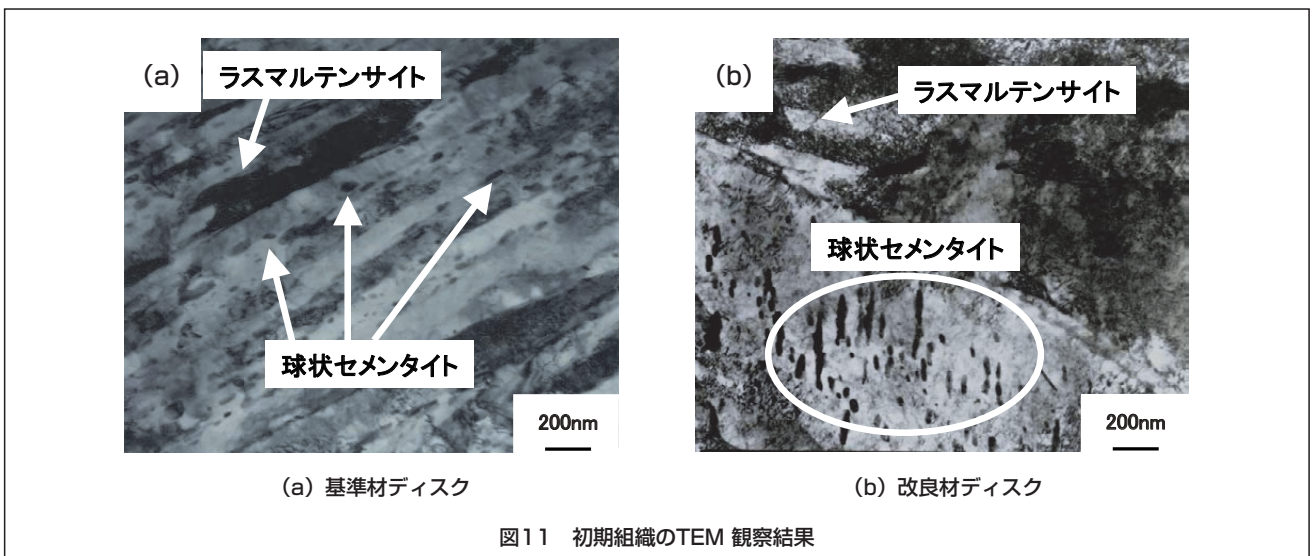 (a)
ラスマルテンサイト
球状セメンタイト
200nm
(a) 基準材ディスク
(b)
ラスマルテンサイト
球状セメンタイト
200nm
(b) 改良材ディスク
図11 初期組織のTEM 観察結果